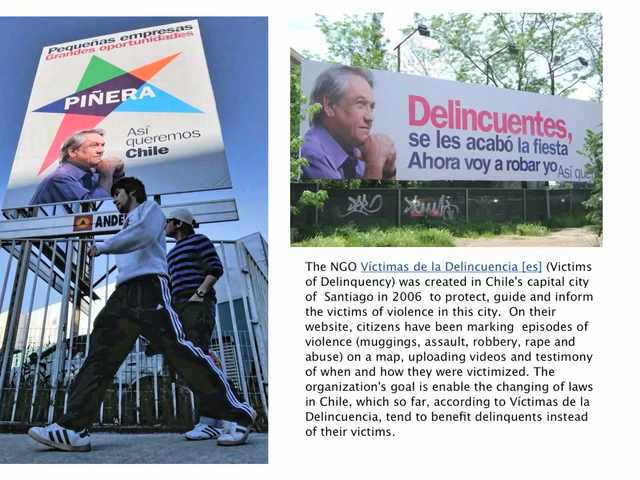 Pequeñas empresas
Grandes oportunidades.
PIÑERA
Así
queremos
Chile
ANDE
Delincuentes,
se les acabó la fiesta
Ahora voy a robar yo
Así que
The NGO Víctimas de la Delincuencia [es] (Victims
of Delinquency) was created in Chile's capital city
of Santiago in 2006 to protect, guide and inform
the victims of violence in this city. On their
website, citizens have been marking episodes of
violence (muggings, assault, robbery, rape and
abuse) on a map, uploading videos and testimony
of when and how they were victimized. The
organization's goal is enable the changing of laws
in Chile, which so far, according to Víctimas de la
Delincuencia, tend to benefit delinquents instead
of their victims.